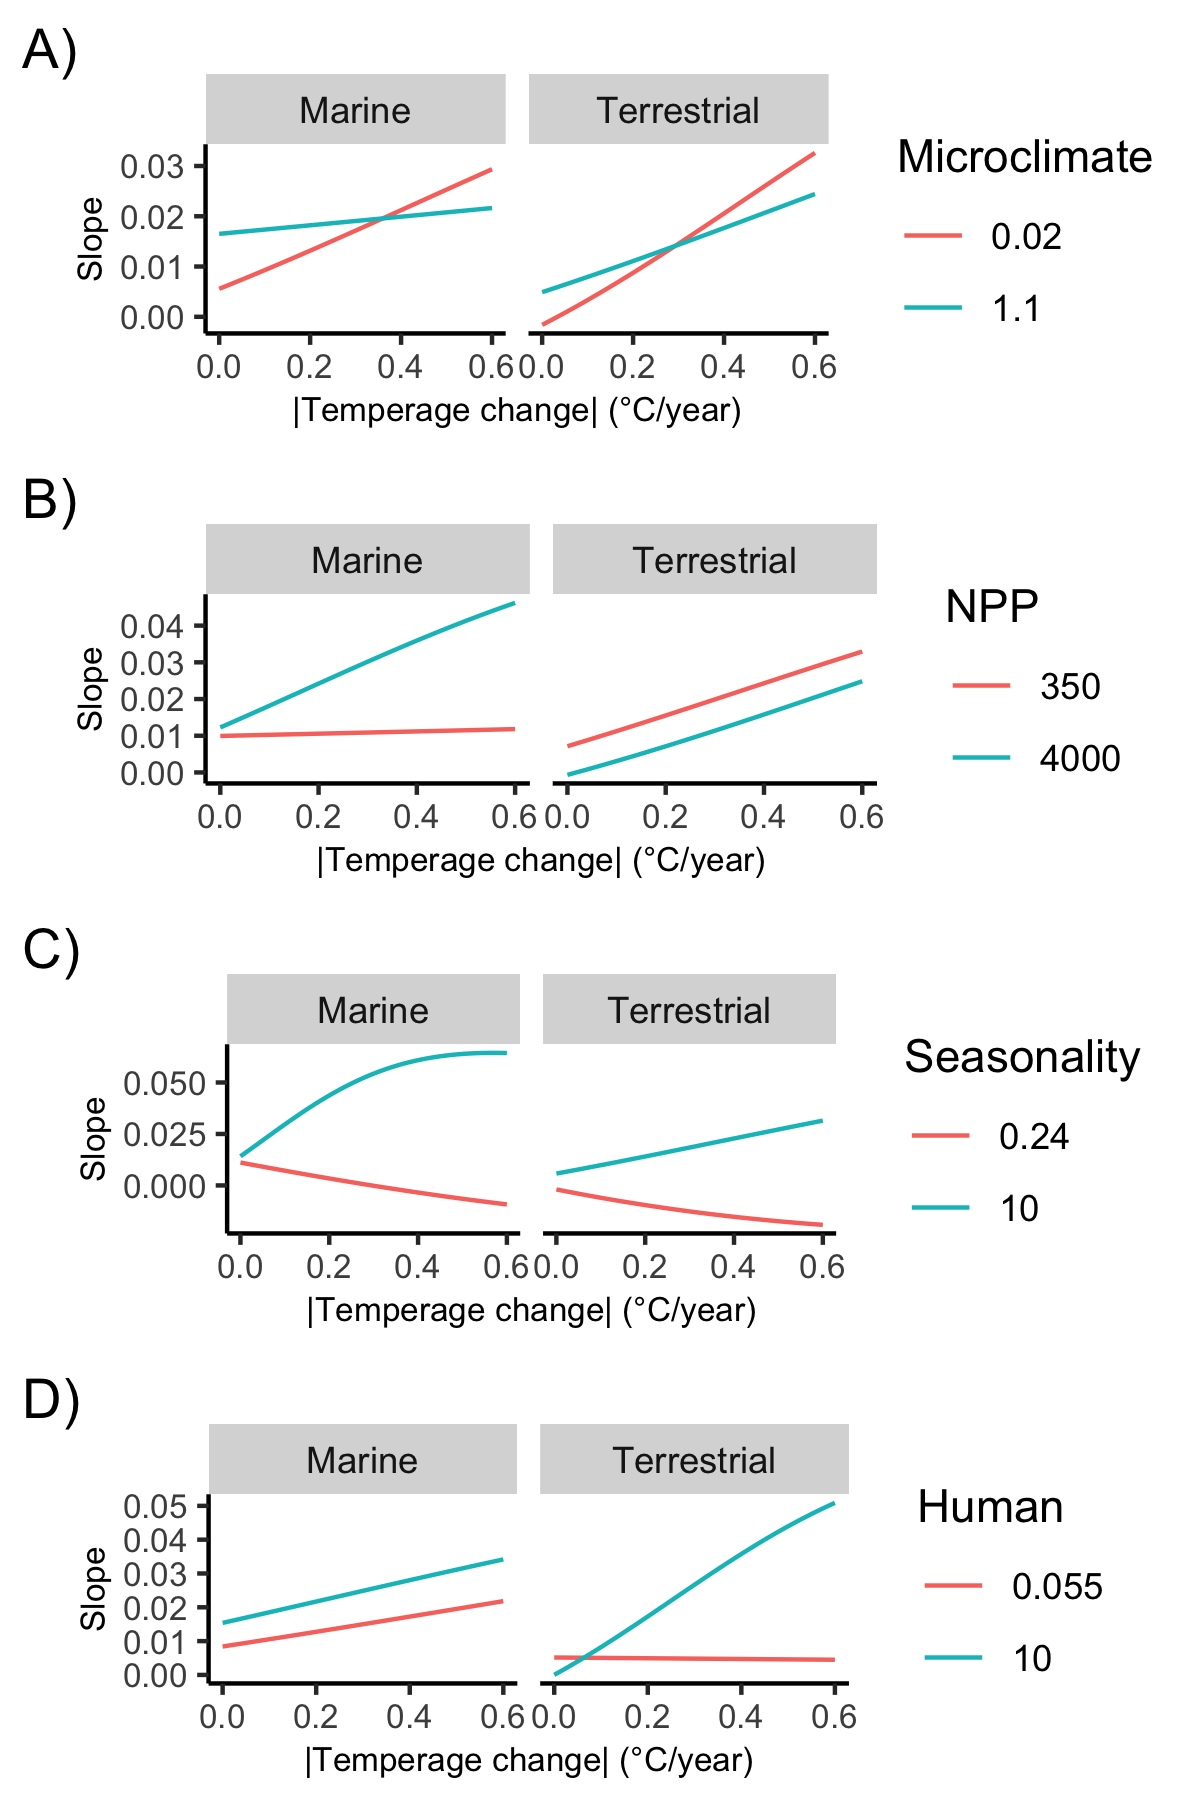 A)
Marine Terrestrial
Microclimate
0.03
0.02
0.01
0.00
Slope
0.02
1.1
0.0 0.2 0.4 0.6 0.0 0.2 0.4 0.6
|Temperage change| (°C/year)
B)
Marine Terrestrial
NPP
0.04
0.03
0.02
0.01
0.00
Slope
350
4000
0.0 0.2 0.4 0.6 0.0 0.2 0.4 0.6
|Temperage change| (°C/year)
C)
Marine Terrestrial
Seasonality
0.050
0.025
0.000
Slope
0.24
10
0.0 0.2 0.4 0.6 0.0 0.2 0.4 0.6
|Temperage change| (°C/year)
D)
Marine Terrestrial
Human
0.05
0.04
0.03
0.02
0.01
0.00
Slope
0.055
10
0.0 0.2 0.4 0.6 0.0 0.2 0.4 0.6
|Temperage change| (°C/year)